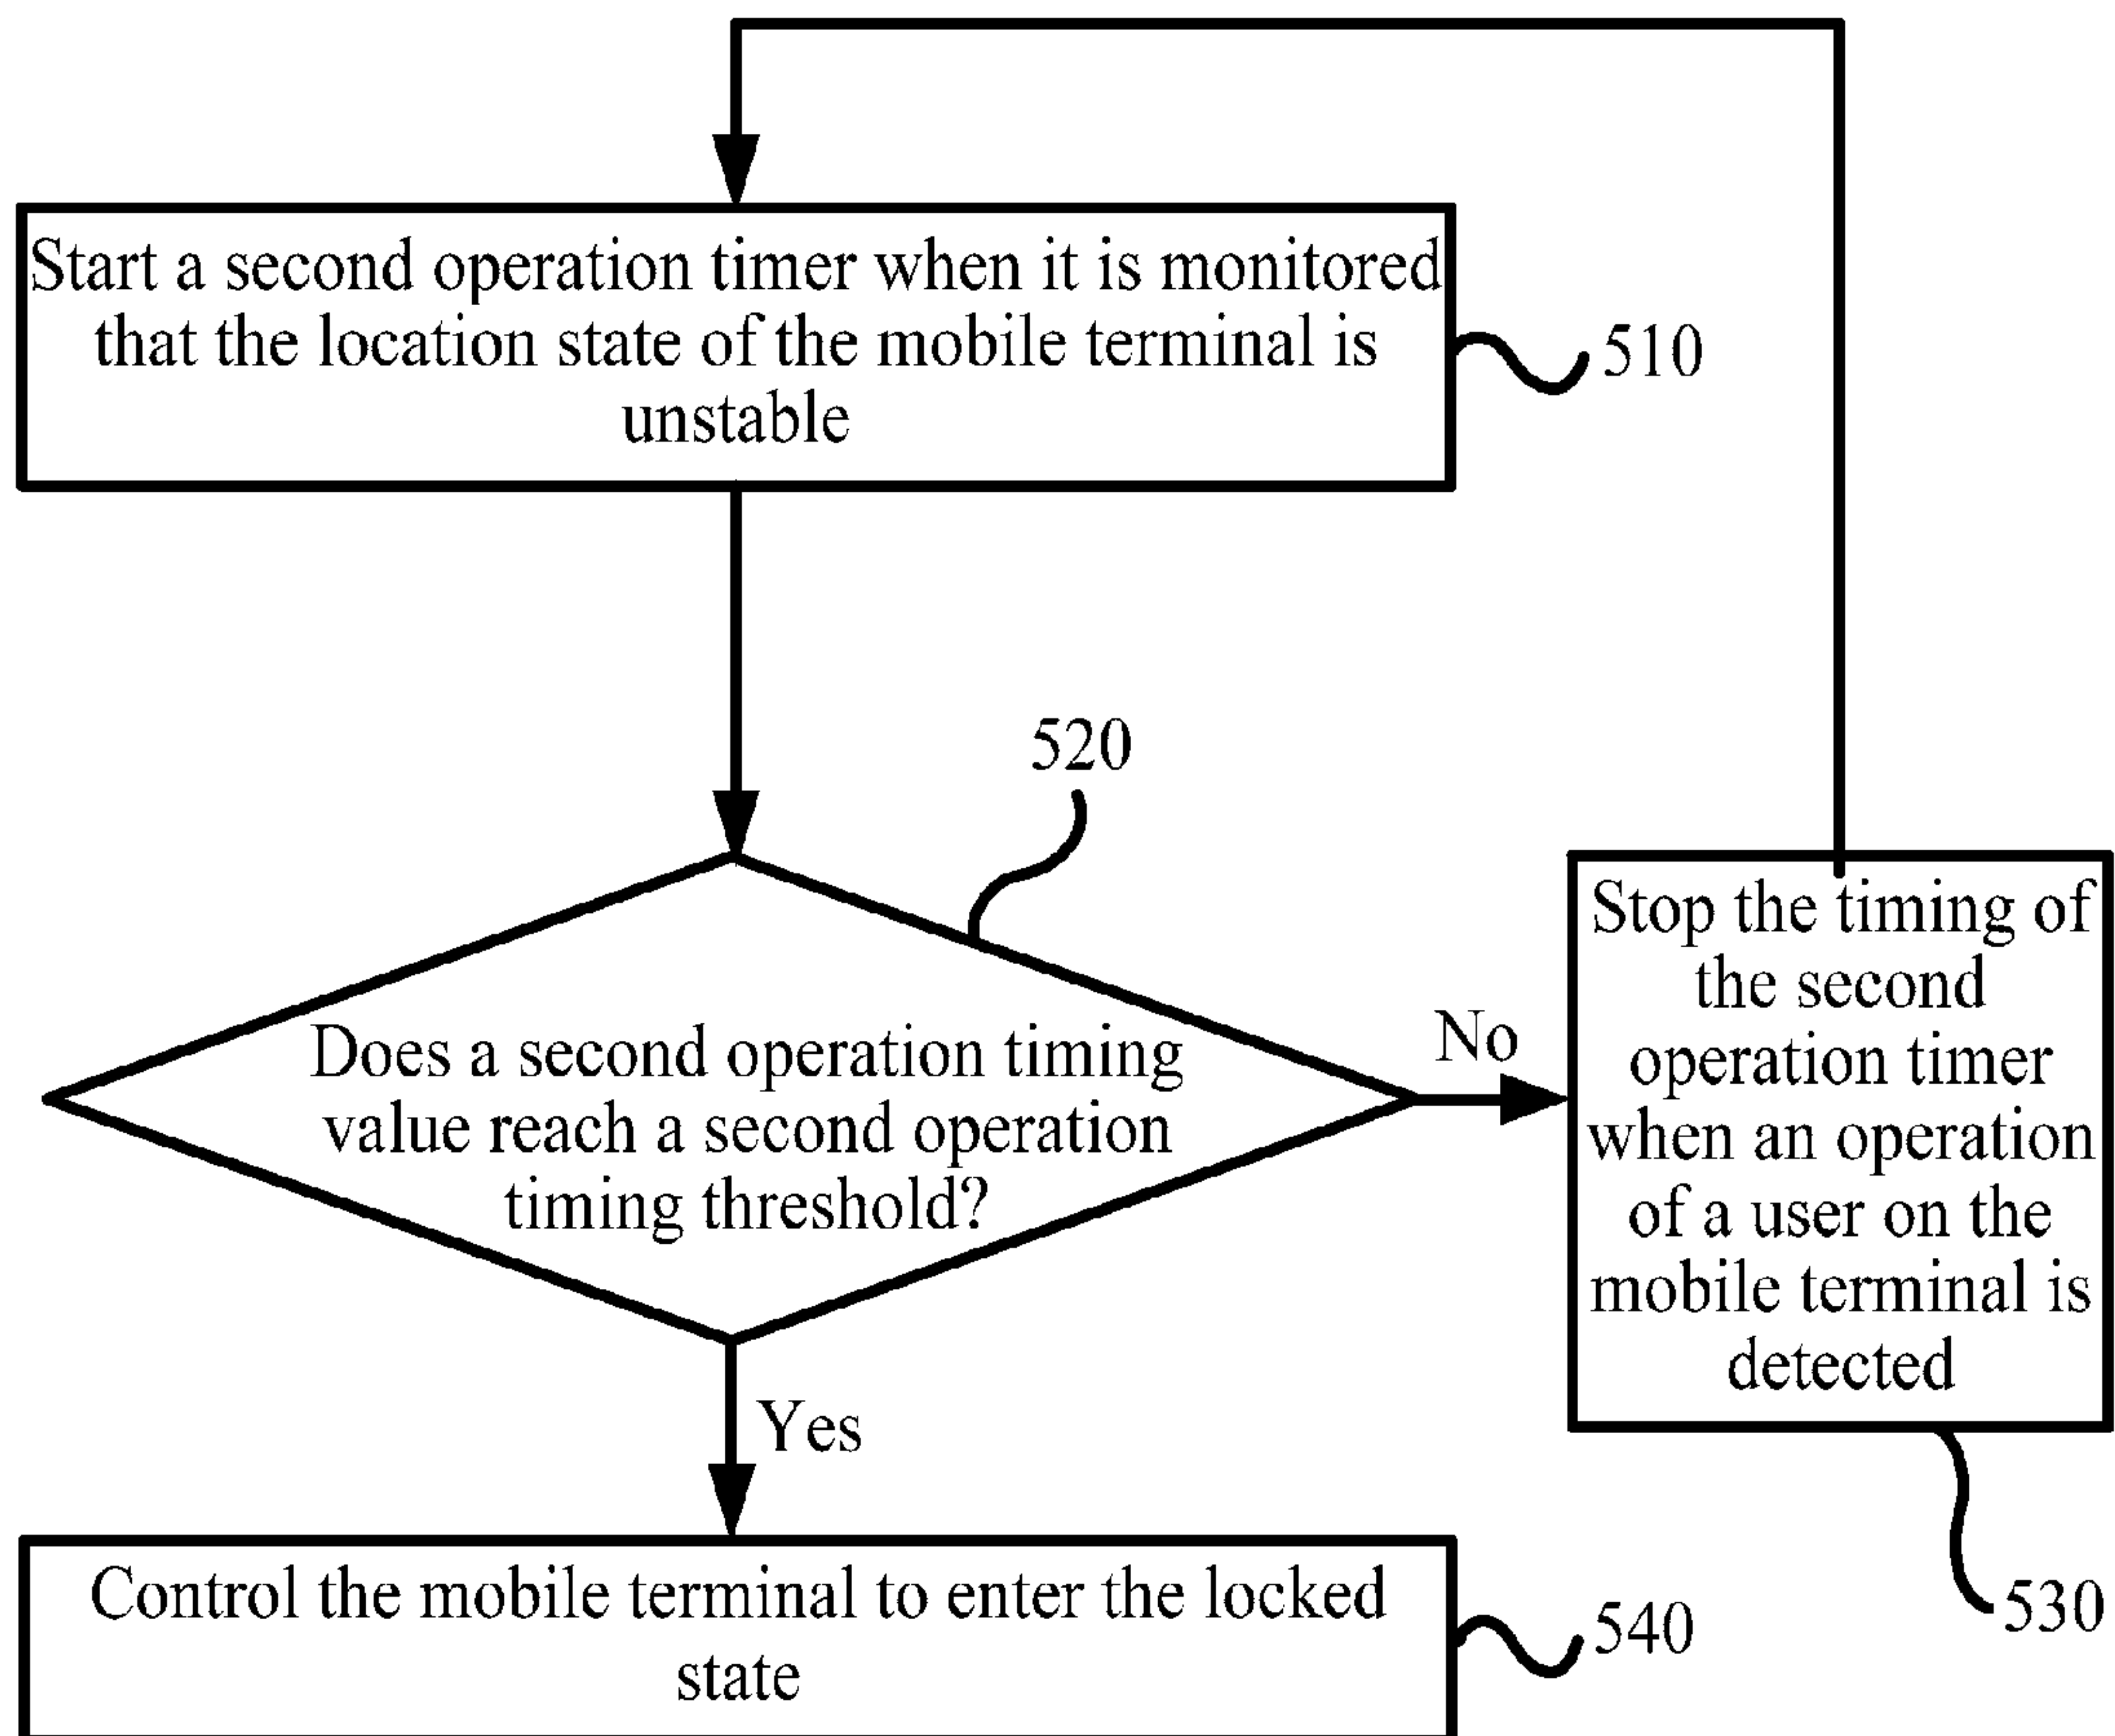 Start a second operation timer when it is monitored
that the location state of the mobile terminal is
unstable
510
520
Does a second operation timing
value reach a second operation
timing threshold?
No
Stop the timing of
the second
operation timer
when an operation
of a user on the
mobile terminal is
detected
530
Yes
Control the mobile terminal to enter the locked
state
540